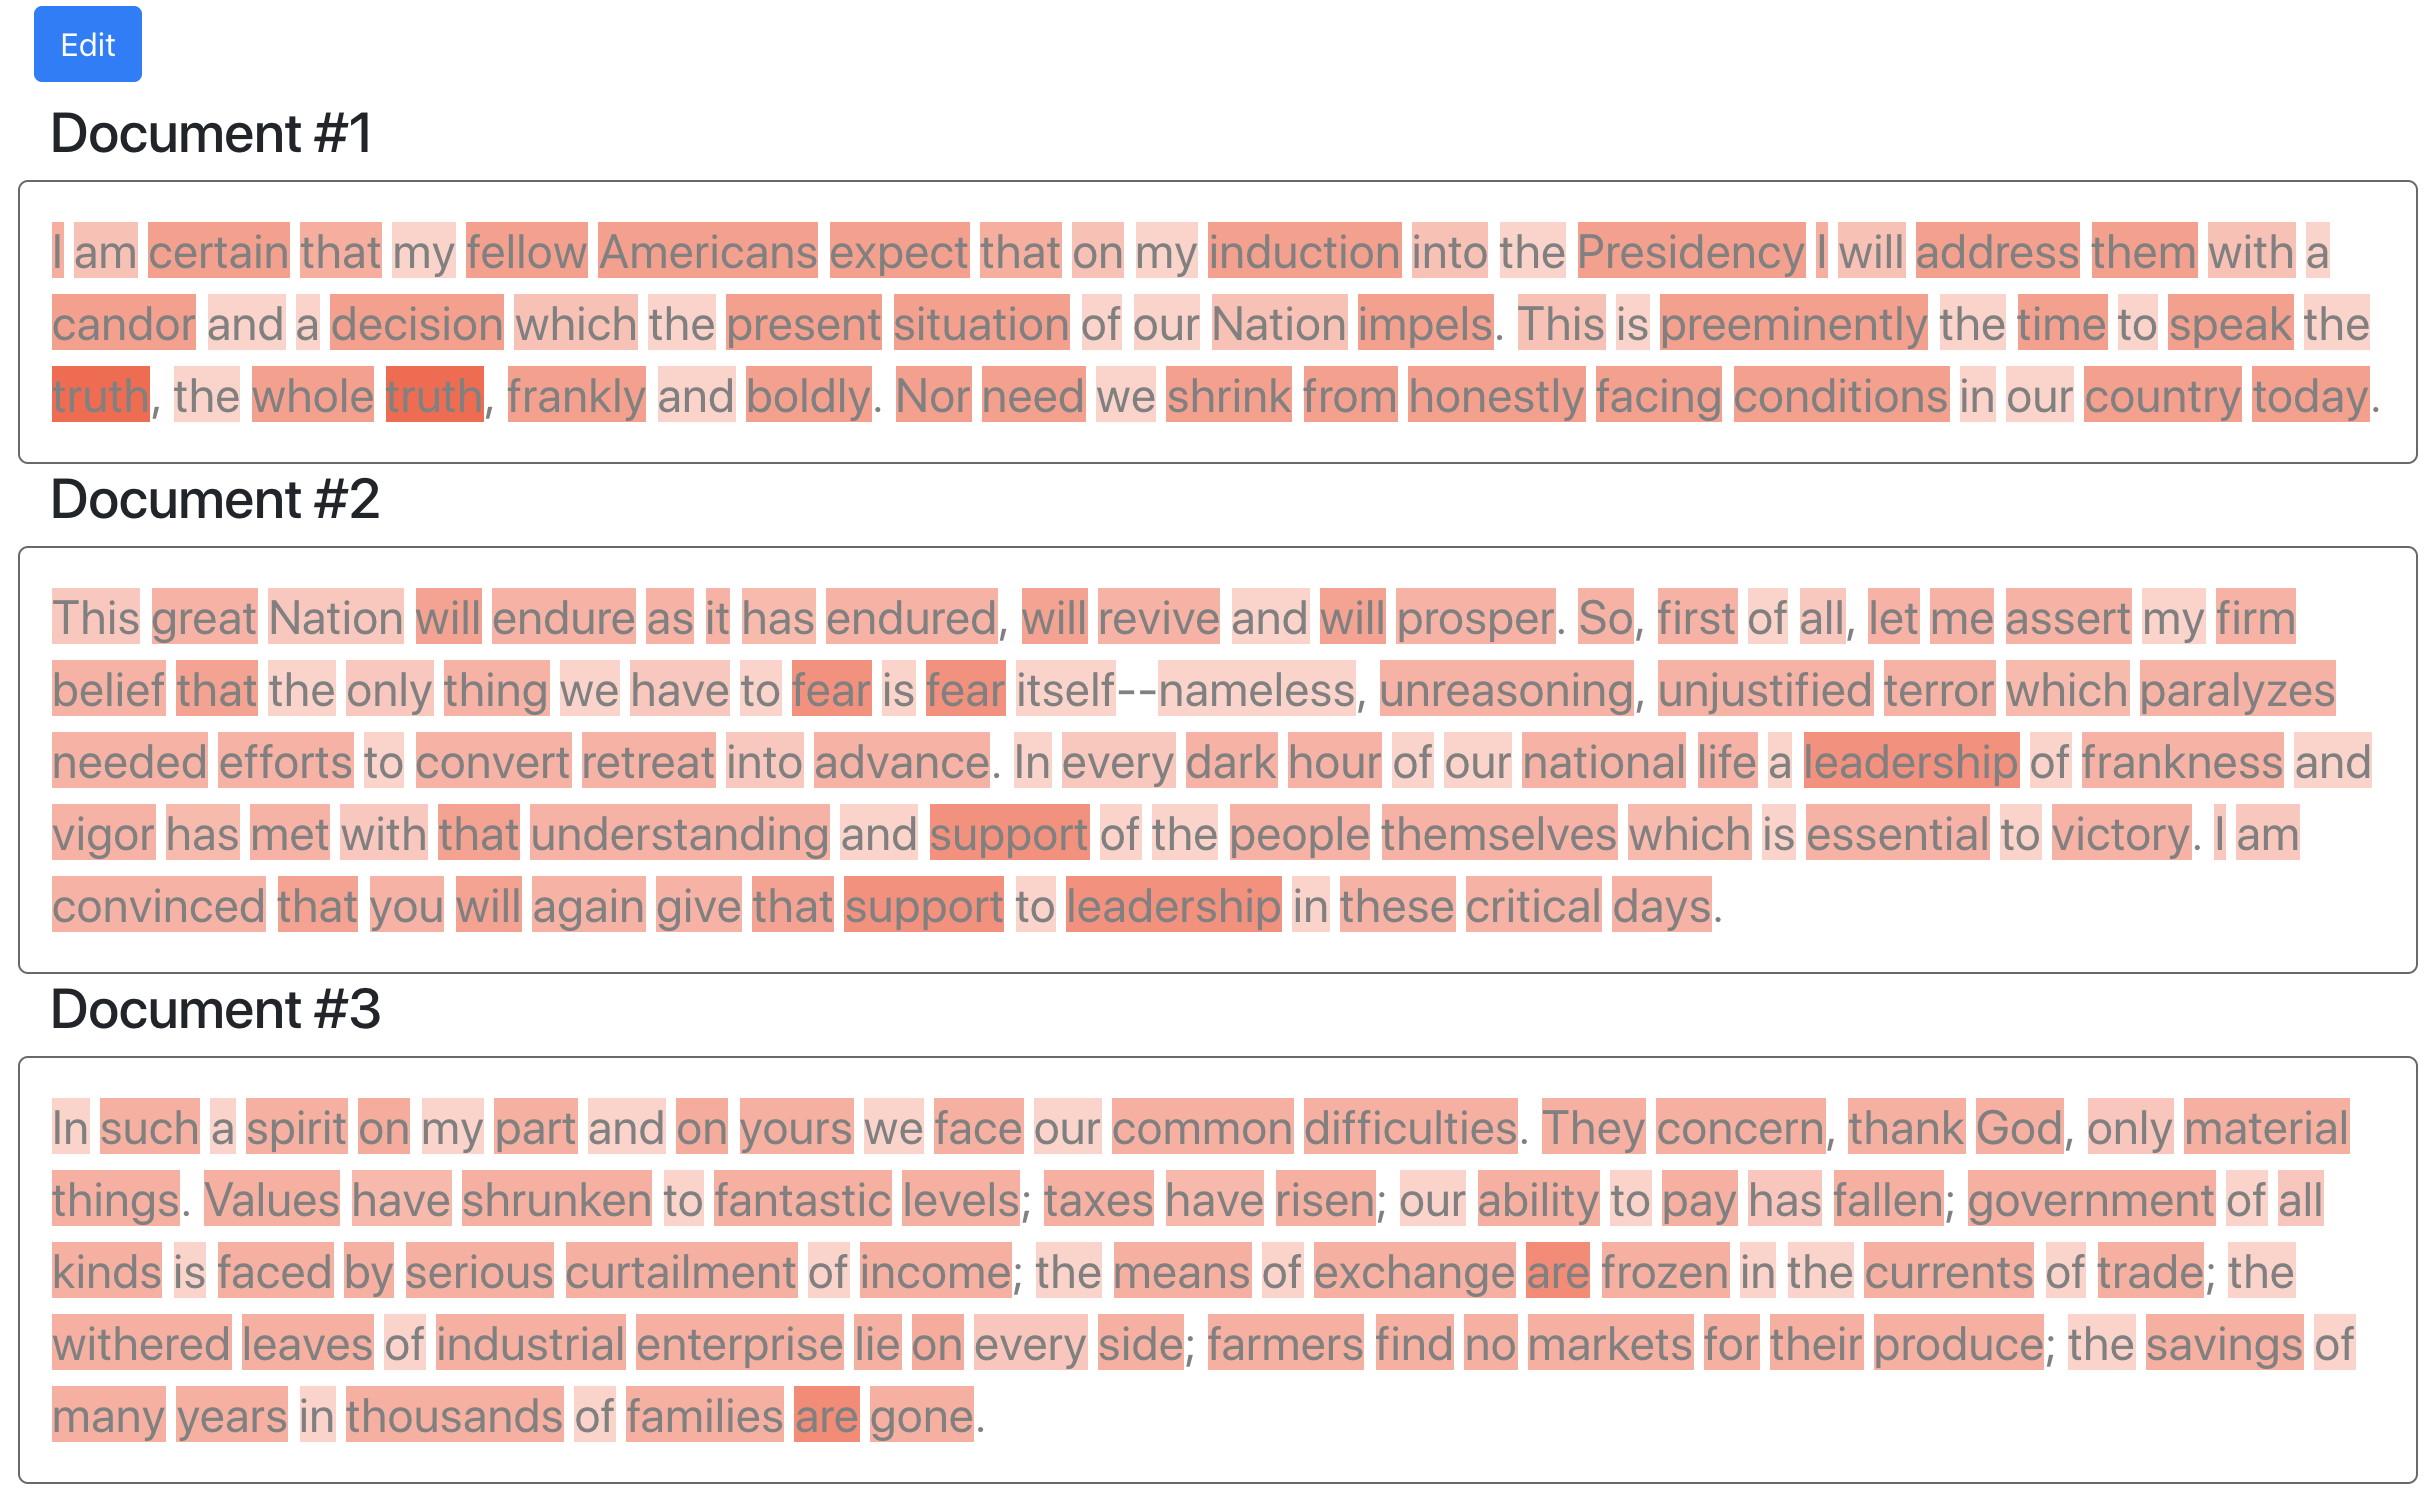 Edit
Document #1
I am certain that my fellow Americans expect that on my induction into the Presidency I will address them with a
candor and a decision which the present situation of our Nation impels. This is preeminently the time to speak the
truth, the whole truth, frankly and boldly. Nor need we shrink from honestly facing conditions in our country today.
Document #2
This great Nation will endure as it has endured, will revive and will prosper. So, first of all, let me assert my firm
belief that the only thing we have to fear is fear itself--nameless, unreasoning, unjustified terror which paralyzes
needed efforts to convert retreat into advance. In every dark hour of our national life a leadership of frankness and
vigor has met with that understanding and support of the people themselves which is essential to victory. I am
convinced that you will again give that support to leadership in these critical days.
Document #3
In such a spirit on my part and on yours we face our common difficulties. They concern, thank God, only material
things. Values have shrunken to fantastic levels; taxes have risen; our ability to pay has fallen; government of all
kinds is faced by serious curtailment of income; the means of exchange are frozen in the currents of trade; the
withered leaves of industrial enterprise lie on every side; farmers find no markets for their produce; the savings of
many years in thousands of families are gone.